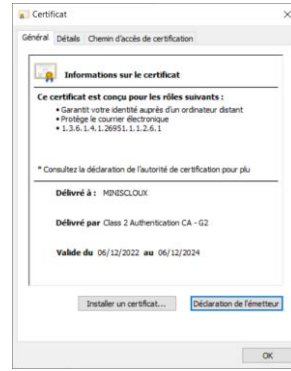 Certificat
Général Détails Chemin d'accès de certification
Informations sur le certificat
Ce certificat est conçu pour les rôles suivants :
• Garantit votre identité auprès d'un ordinateur distant
• Protège le courrier électronique
• 1.3.6.1.4.1.26951.1.1.2.6.1
* Consultez la déclaration de l'autorité de certification pour plu
Délivré à : MINISCLOUX
Délivré par Class 2 Authentication CA - G2
Valide du 06/12/2022 au 06/12/2024
Installer un certificat... Déclaration de l'émetteur
OK